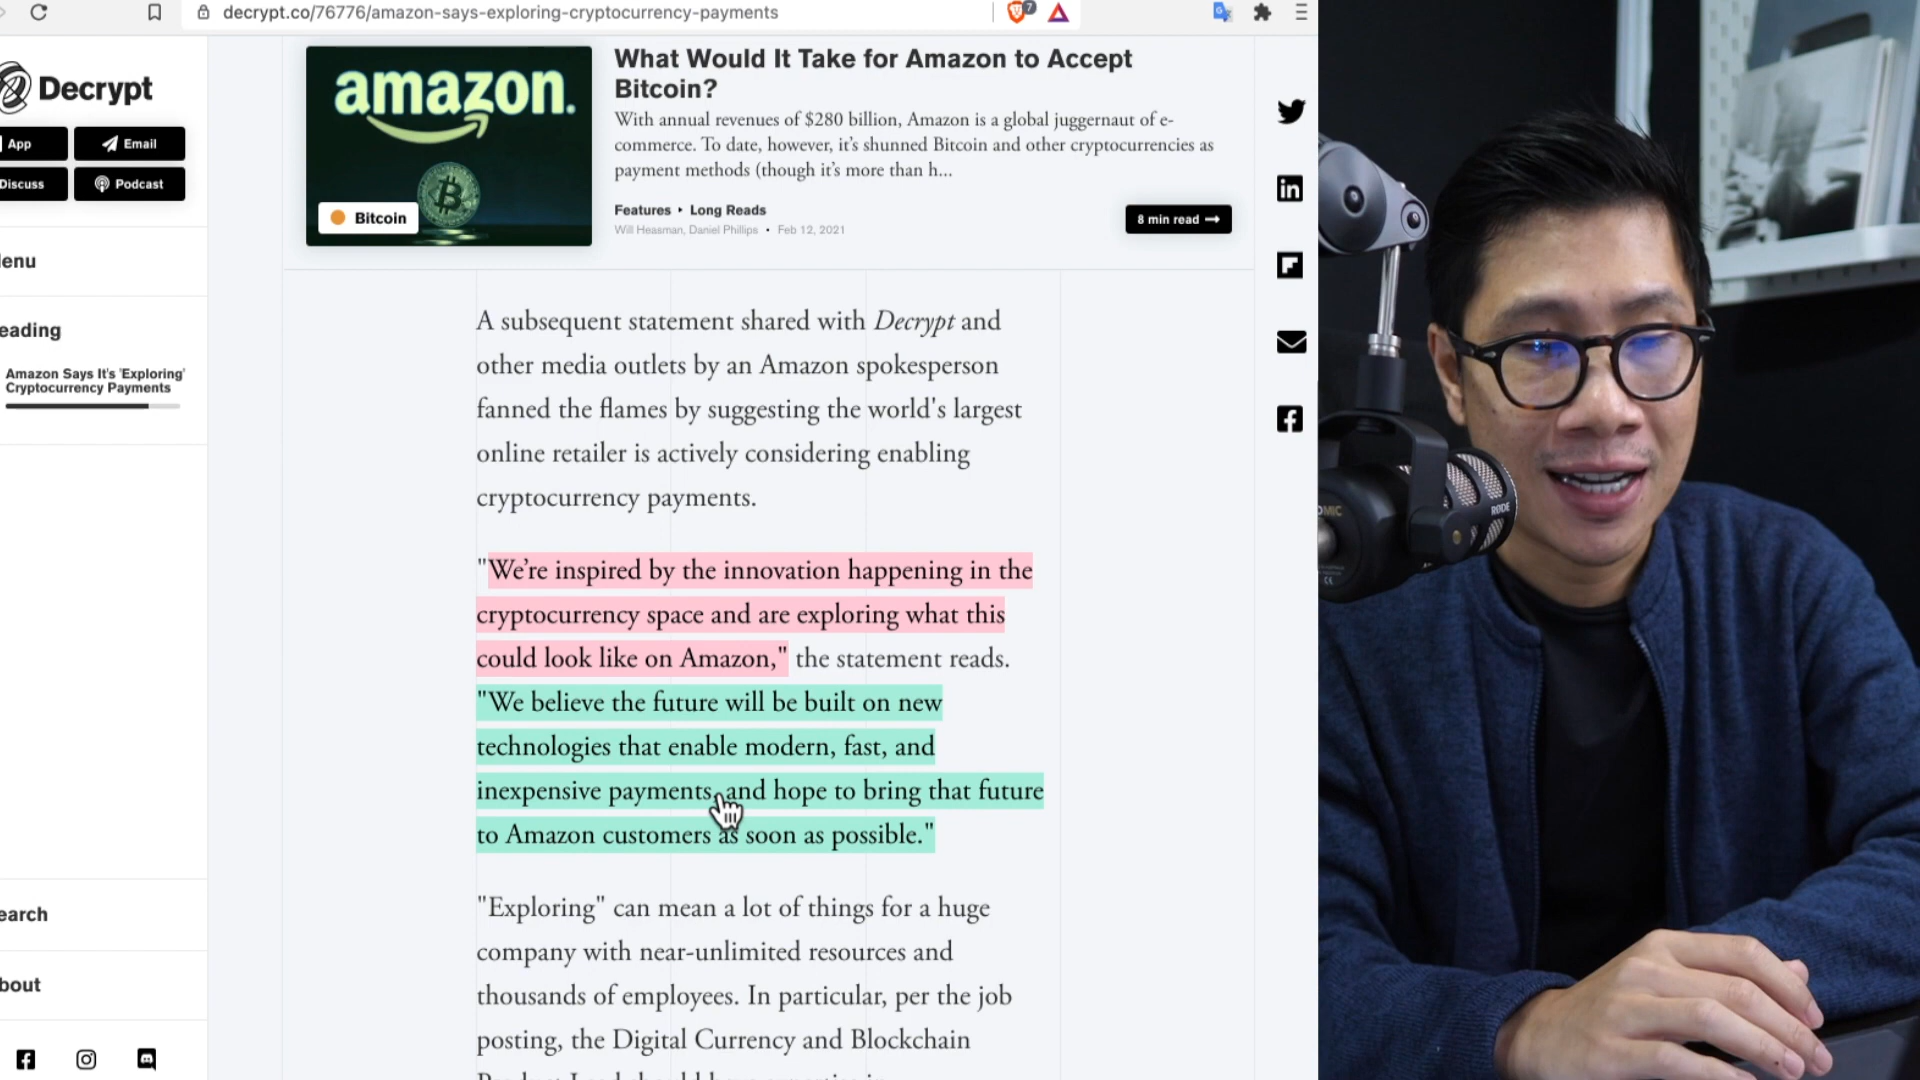 decrypt.co/76776/amazon-says-exploring-cryptocurrency-payments
7
Decrypt
App
Email
Discuss
Podcast
enu
eading
Amazon Says It's 'Exploring'
Cryptocurrency Payments
earch
bout
amazon.
Bitcoin
What Would It Take for Amazon to Accept
Bitcoin?
With annual revenues of $280 billion, Amazon is a global juggernaut of e-
commerce. To date, however, it's shunned Bitcoin and other cryptocurrencies as
payment methods (though it's more than h...
Features ‣ Long Reads
Will Heasman, Daniel Phillips • Feb 12, 2021
8 min read →
A subsequent statement shared with Decrypt and
other media outlets by an Amazon spokesperson
fanned the flames by suggesting the world's largest
online retailer is actively considering enabling
cryptocurrency payments.
"We're inspired by the innovation happening in the
cryptocurrency space and are exploring what this
could look like on Amazon," the statement reads.
"We believe the future will be built on new
technologies that enable modern, fast, and
inexpensive payments, and hope to bring that future
to Amazon customers as soon as possible."
"Exploring" can mean a lot of things for a huge
company with near-unlimited resources and
thousands of employees. In particular, per the job
posting, the Digital Currency and Blockchain
RØDE